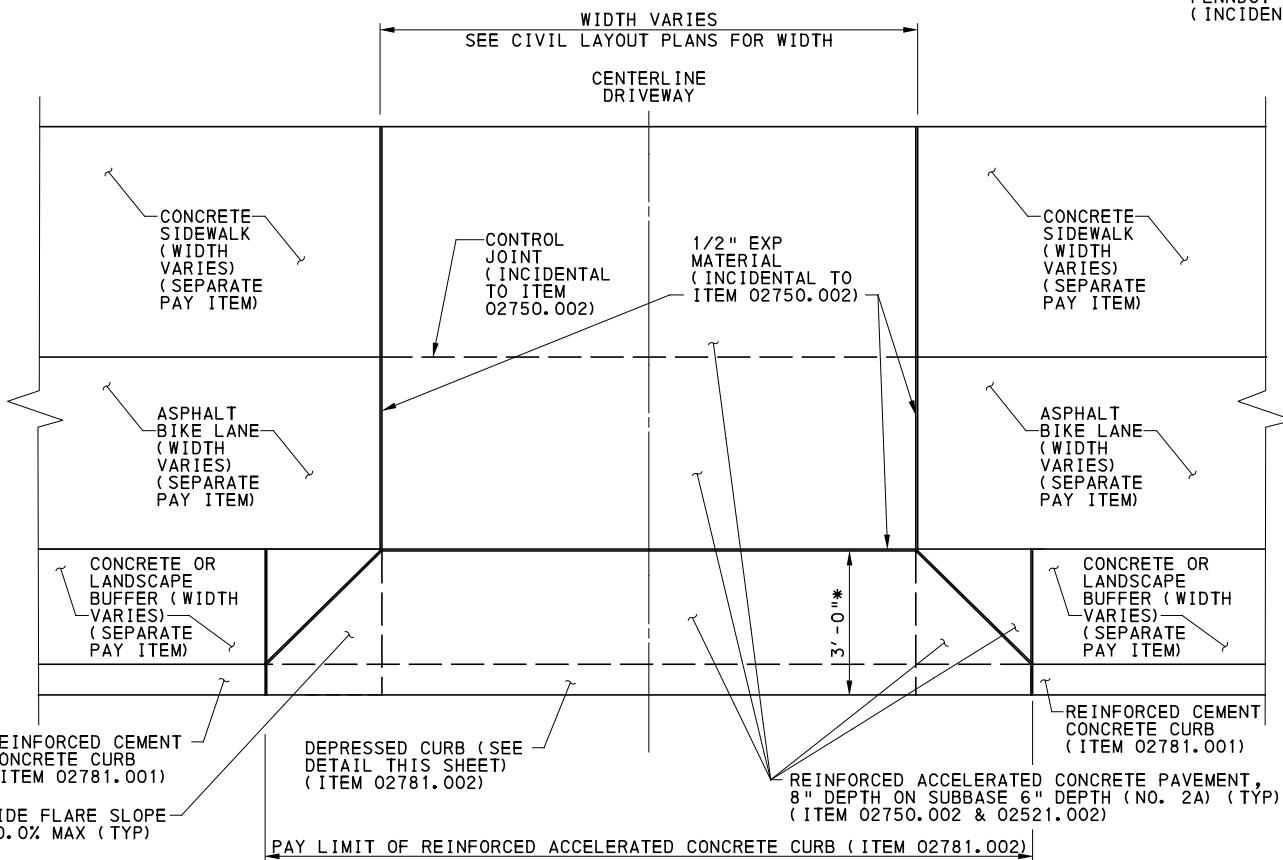 (INCIDEN
WIDTH VARIES
SEE CIVIL LAYOUT PLANS FOR WIDTH
CENTERLINE
DRIVEWAY
CONCRETE
SIDEWALK
(WIDTH
VARIES)
(SEPARATE
PAY ITEM)
CONTROL
JOINT
(INCIDENTAL
TO ITEM
02750.002)
1/2" EXP
MATERIAL
(INCIDENTAL TO
ITEM 02750.002)
CONCRETE
SIDEWALK
(WIDTH
VARIES)
(SEPARATE
PAY ITEM)
ASPHALT
BIKE LANE
(WIDTH
VARIES)
(SEPARATE
PAY ITEM)
ASPHALT
BIKE LANE
(WIDTH
VARIES)
(SEPARATE
PAY ITEM)
CONCRETE OR
LANDSCAPE
BUFFER (WIDTH
VARIES)
(SEPARATE
PAY ITEM)
3'-0"*
CONCRETE OR
LANDSCAPE
BUFFER (WIDTH
VARIES)
(SEPARATE
PAY ITEM)
EINFORCED CEMENT
ONCRETE CURB
ITEM 02781.001)
DEPRESSED CURB (SEE
DETAIL THIS SHEET)
(ITEM 02781.002)
REINFORCED CEMENT
CONCRETE CURB
(ITEM 02781.001)
IDE FLARE SLOPE
0.0% MAX (TYP)
REINFORCED ACCELERATED CONCRETE PAVEMENT,
8" DEPTH ON SUBBASE 6" DEPTH (NO. 2A) (TYP)
(ITEM 02750.002 & 02521.002)
PAY LIMIT OF REINFORCED ACCELERATED CONCRETE CURB (ITEM 02781.002)